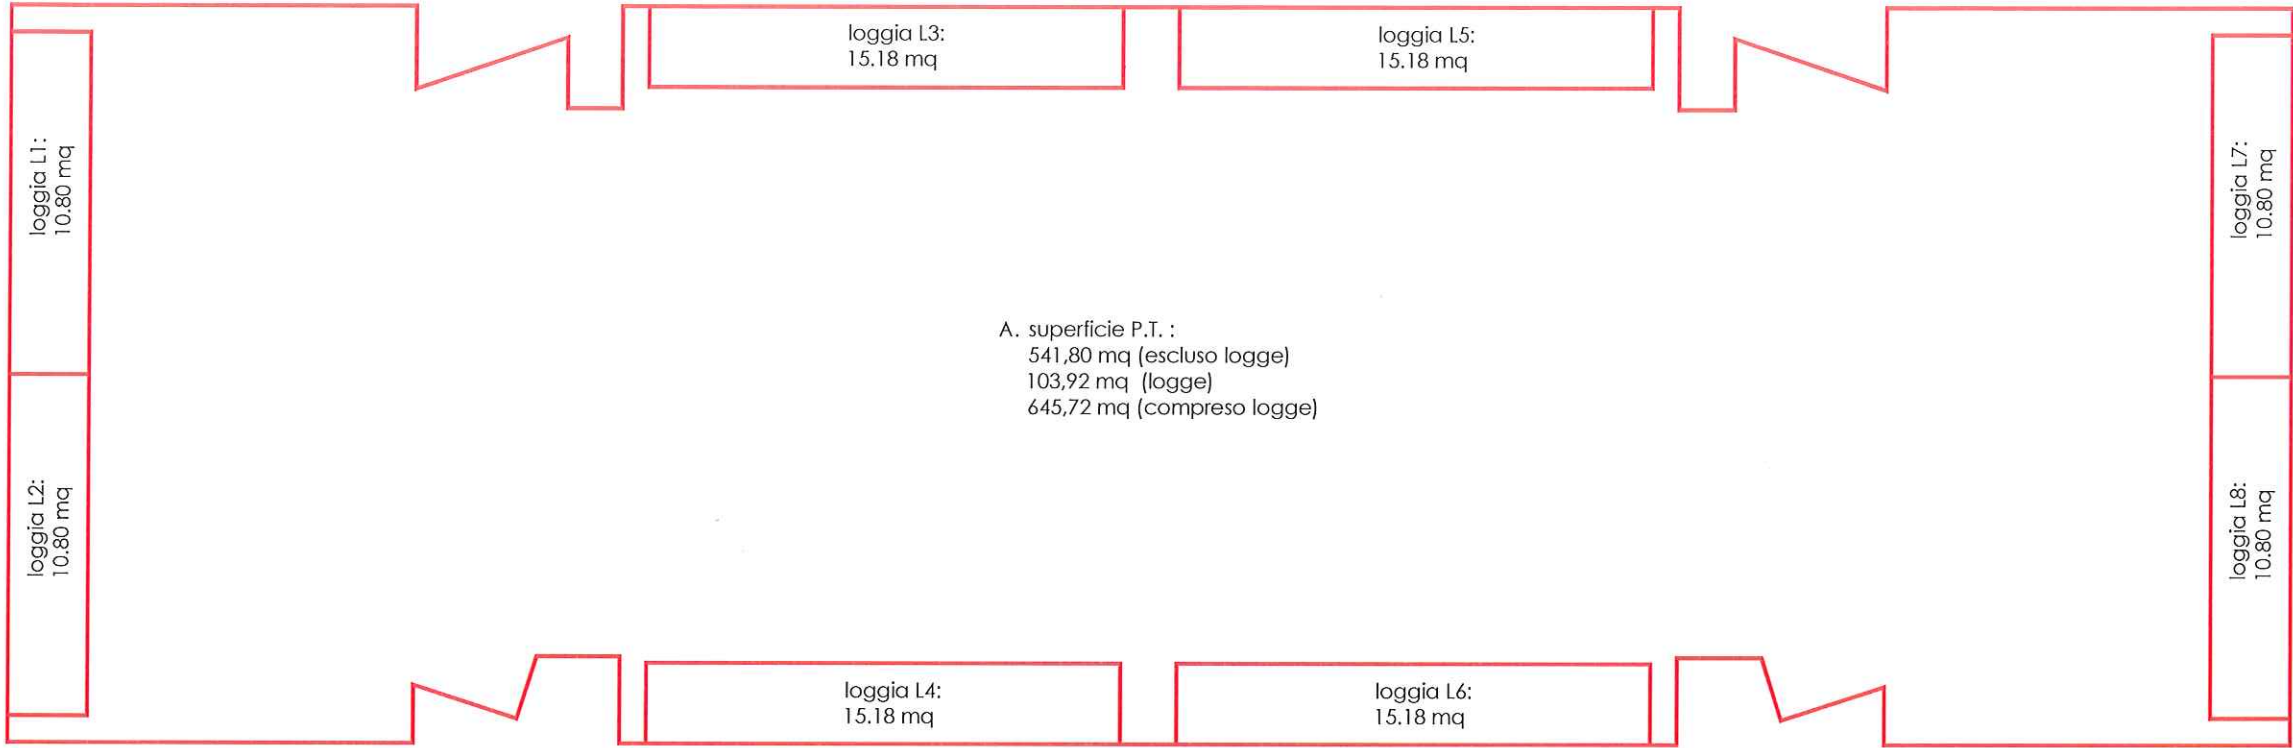 loggia L3:
15.18 mq
loggia L5:
15.18 mq
loggia L1:
10.80 mq
loggia L7:
10.80 mq
A. superficie P.T. :
541,80 mq (escluso logge)
103,92 mq (logge)
645,72 mq (compreso logge)
loggia L2:
10.80 mq
loggia L8:
10.80 mq
loggia L4:
15.18 mq
loggia L6:
15.18 mq